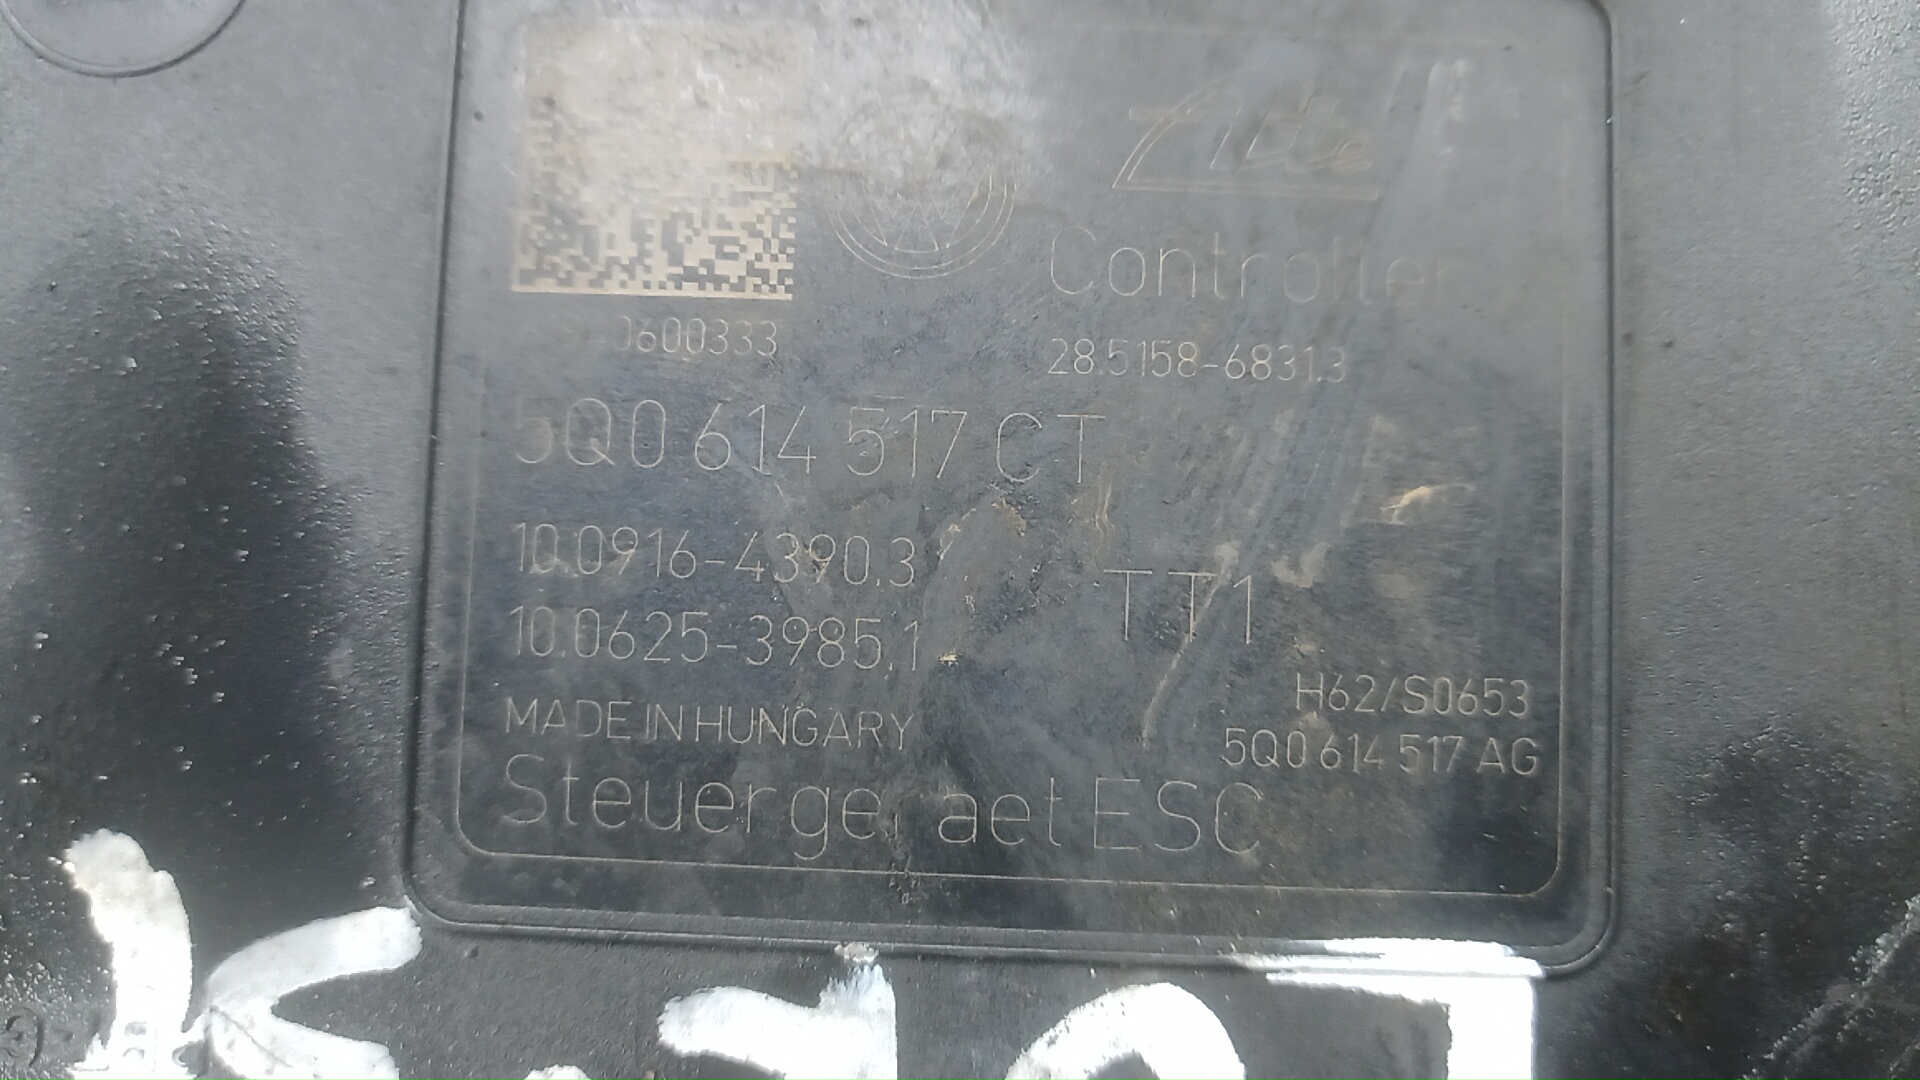 Ate
Controller
0600333
28.5158-6831.3
5Q0 614 517 CT
10.0916-4390.3
TT1
10.0625-3985.1
H62/S0653
MADE IN HUNGARY
5Q0 614 517 AG
Steuergeraet ESC